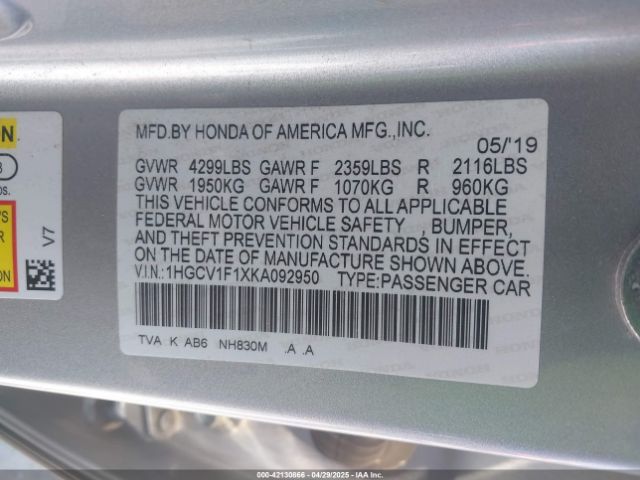 MFD.BY HONDA OF AMERICA MFG.,INC.
05/'19
GVWR 4299LBS GAWR F 2359LBS R 2116LBS
GVWR 1950KG GAWR F 1070KG R 960KG
THIS VEHICLE CONFORMS TO ALL APPLICABLE
FEDERAL MOTOR VEHICLE SAFETY BUMPER,
AND THEFT PREVENTION STANDARDS IN EFFECT
ON THE DATE OF MANUFACTURE SHOWN ABOVE.
V.I.N.:1HGCV1F1XKA092950 TYPE:PASSENGER CAR
TVA K AB6 NH830M .A .A
V7
000-42130866 - 04/29/2025 - IAA Inc.